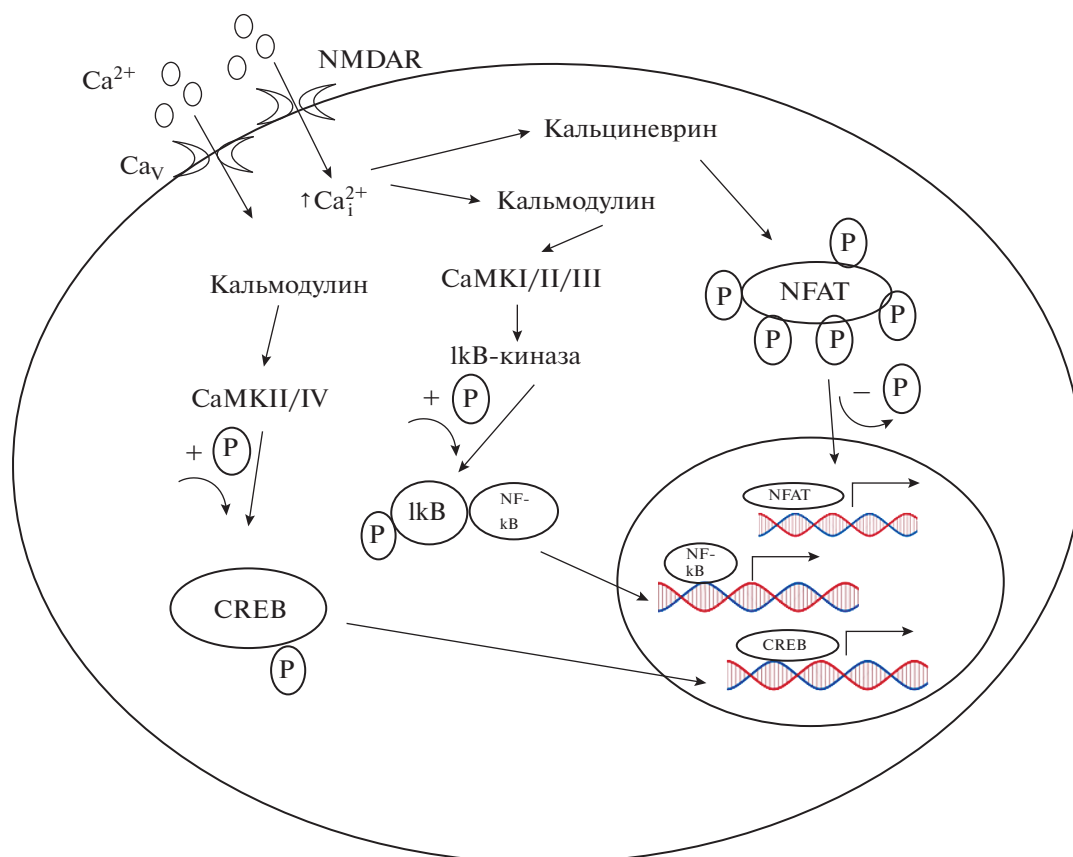 NMDAR
Ca2+
CaV
↑Ca2+i
Кальциневрин
Кальмодулин
Кальмодулин
CaMKI/II/III
lkB-киназа
CaMKII/IV
+ P
+ P
P
NFAT
P
P
P
P
− P
lkB
NF-
kB
P
CREB
P
NFAT
NF-
kB
CREB